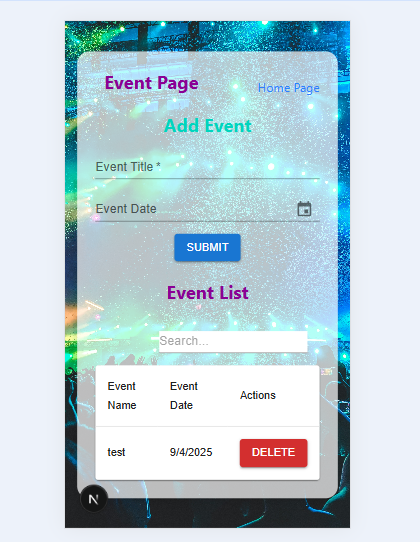 Event Page
Home Page
Add Event
Event Title *
Event Date
SUBMIT
Event List
Search...
Event Name
Event Date
Actions
test
9/4/2025
DELETE
N